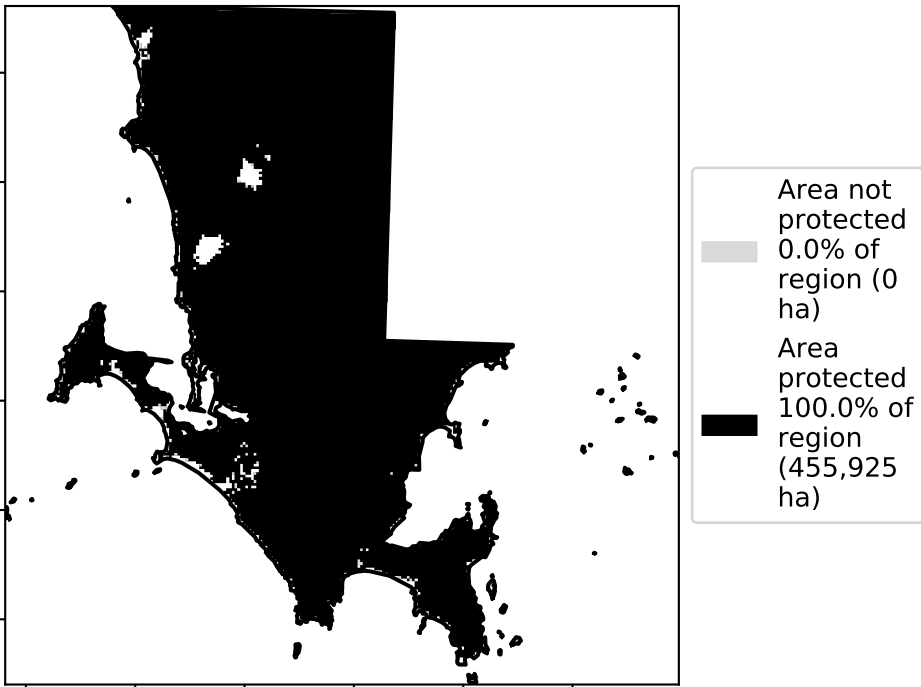 Area not
protected
0.0% of
region (0
ha)
Area
protected
100.0% of
region
(455,925
ha)